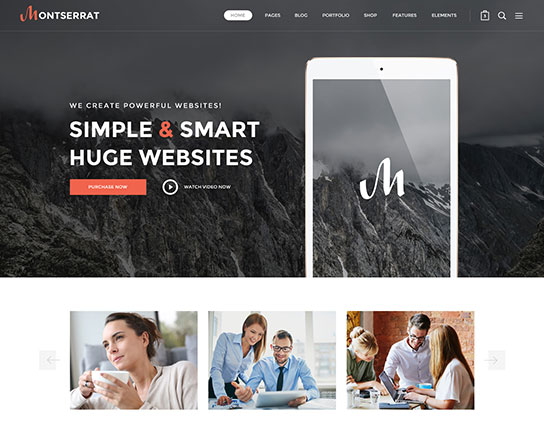 MONTSERRAT
HOME PAGES BLOG PORTFOLIO SHOP FEATURES ELEMENTS
WE CREATE POWERFUL WEBSITES!
SIMPLE & SMART
HUGE WEBSITES
PURCHASE NOW WATCH VIDEO NOW
M